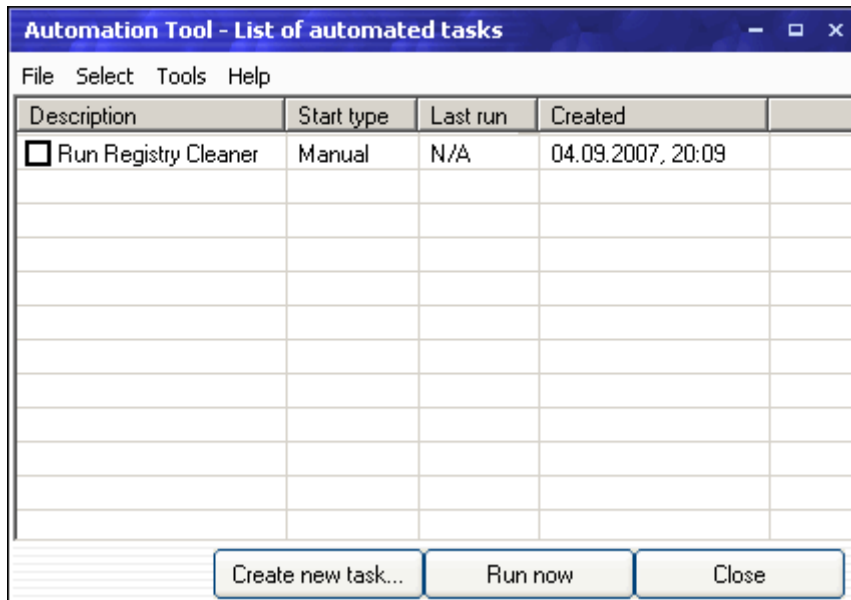 Automation Tool - List of automated tasks
File Select Tools Help
Description Start type Last run Created
Run Registry Cleaner Manual N/A 04.09.2007, 20:09
Create new task... Run now Close